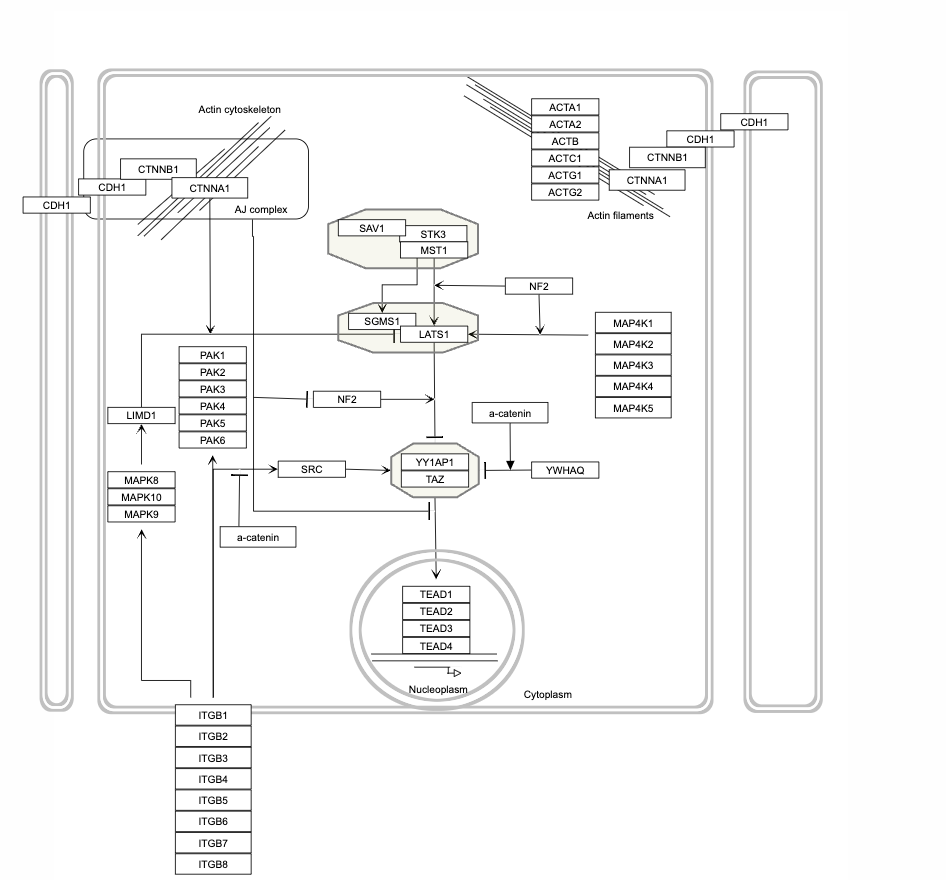 Actin cytoskeleton
CTNNB1
CDH1
CTNNA1
CDH1
AJ complex
ACTA1
ACTA2
ACTB
ACTC1
ACTG1
ACTG2
CDH1
CDH1
CTNNB1
CTNNA1
Actin filaments
SAV1
STK3
MST1
NF2
SGMS1
LATS1
MAP4K1
MAP4K2
MAP4K3
MAP4K4
MAP4K5
PAK1
PAK2
PAK3
PAK4
PAK5
PAK6
LIMD1
NF2
a-catenin
MAPK8
MAPK10
MAPK9
SRC
YY1AP1
TAZ
YWHAQ
a-catenin
TEAD1
TEAD2
TEAD3
TEAD4
Nucleoplasm
Cytoplasm
ITGB1
ITGB2
ITGB3
ITGB4
ITGB5
ITGB6
ITGB7
ITGB8